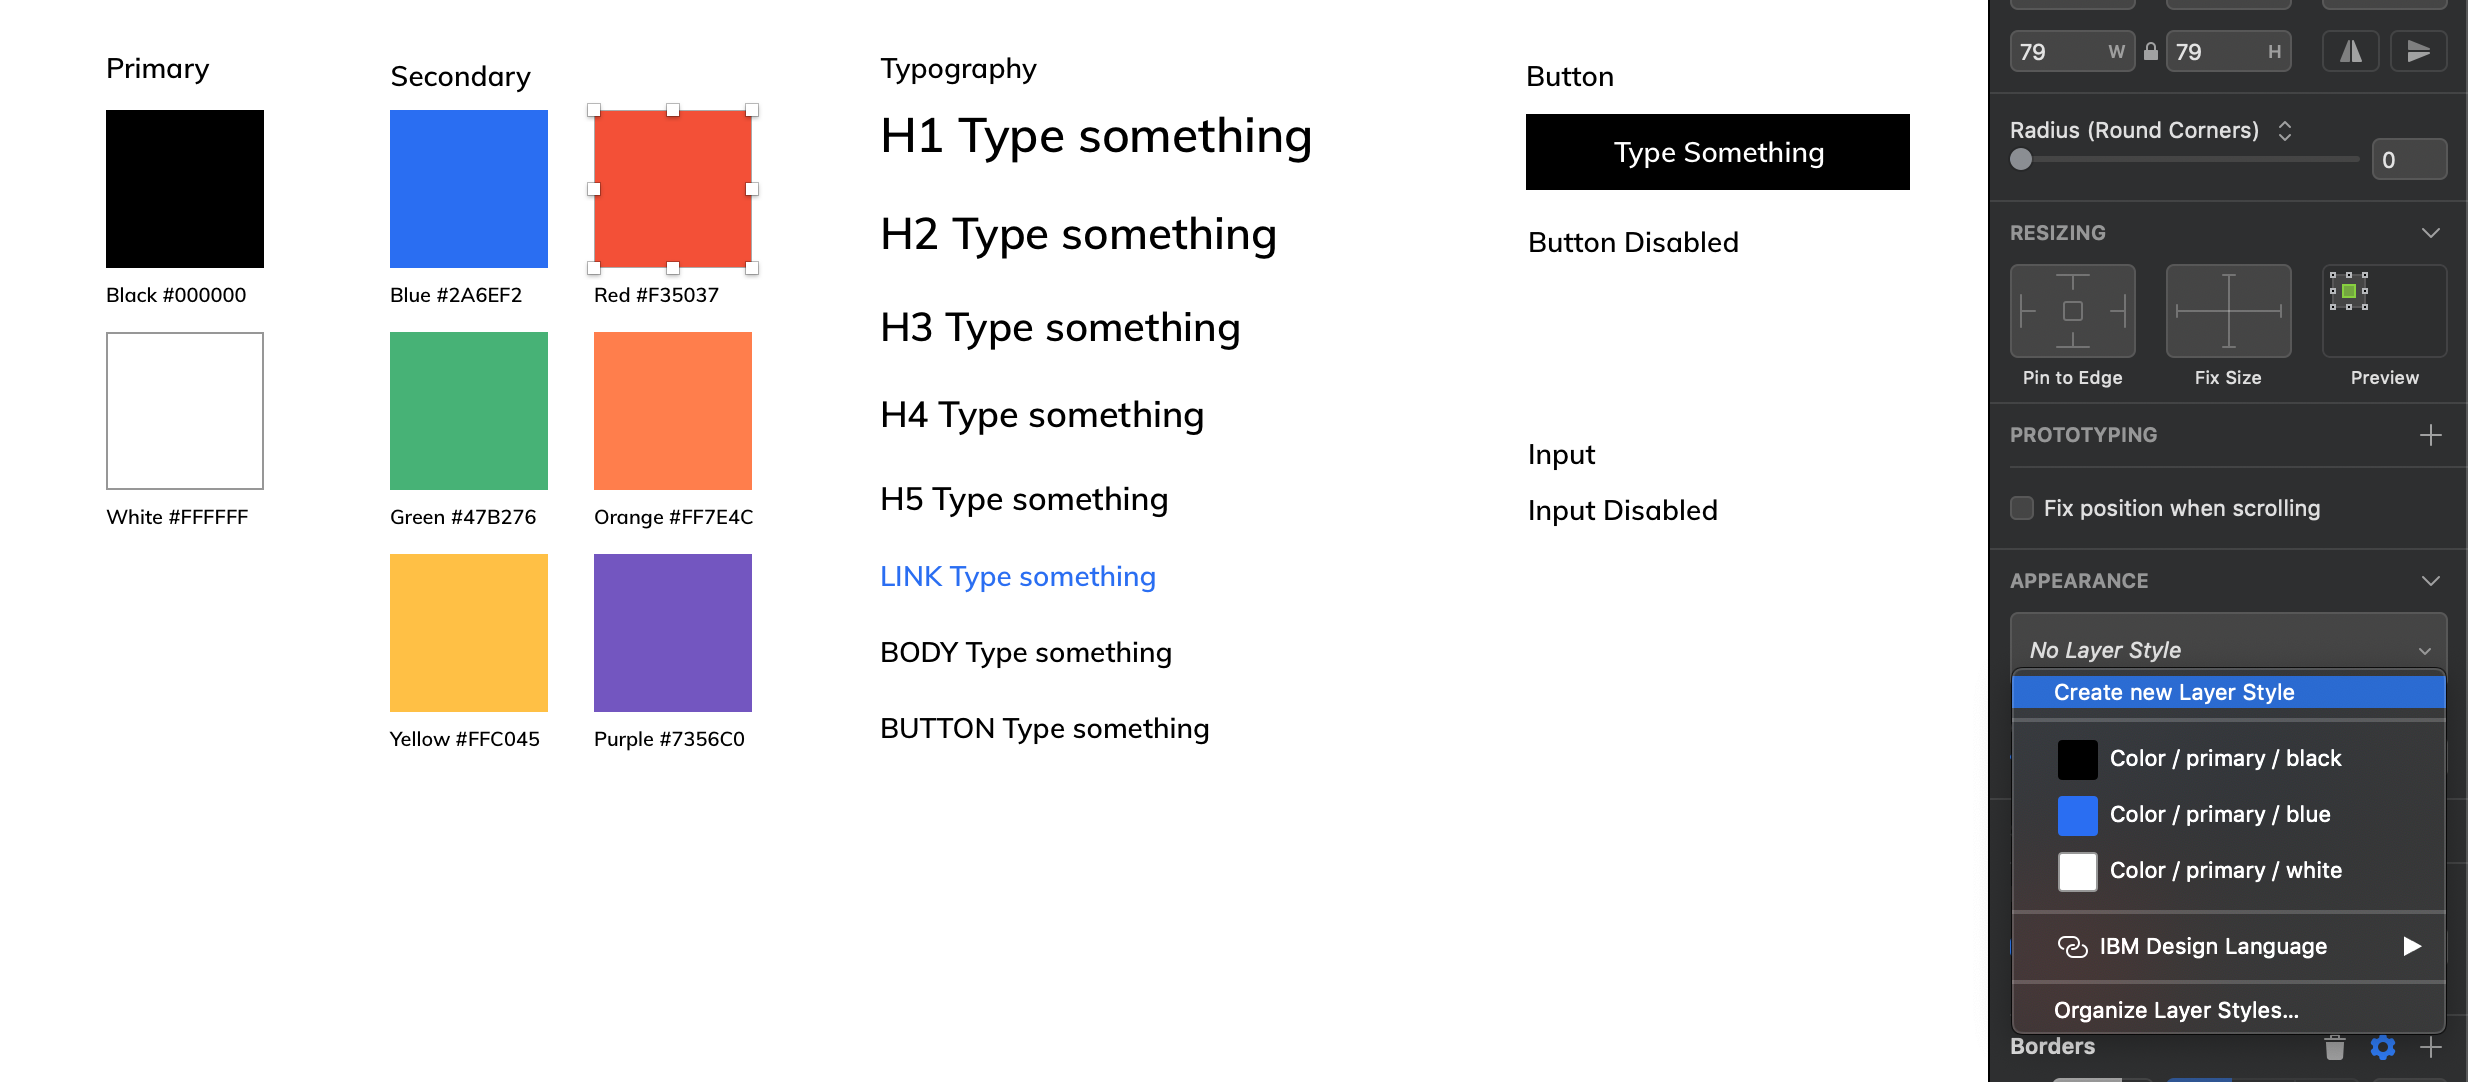 Primary
Black #000000
White #FFFFFF
Secondary
Blue #2A6EF2
Red #F35037
Green #47B276
Orange #FF7E4C
Yellow #FFC045
Purple #7356C0
Typography
H1 Type something
H2 Type something
H3 Type something
H4 Type something
H5 Type something
LINK Type something
BODY Type something
BUTTON Type something
Button
Type Something
Button Disabled
Input
Input Disabled
79 W 79 H
Radius (Round Corners)
0
RESIZING
Pin to Edge Fix Size Preview
PROTOTYPING
Fix position when scrolling
APPEARANCE
No Layer Style
Create new Layer Style
Color / primary / black
Color / primary / blue
Color / primary / white
IBM Design Language
Organize Layer Styles...
Borders